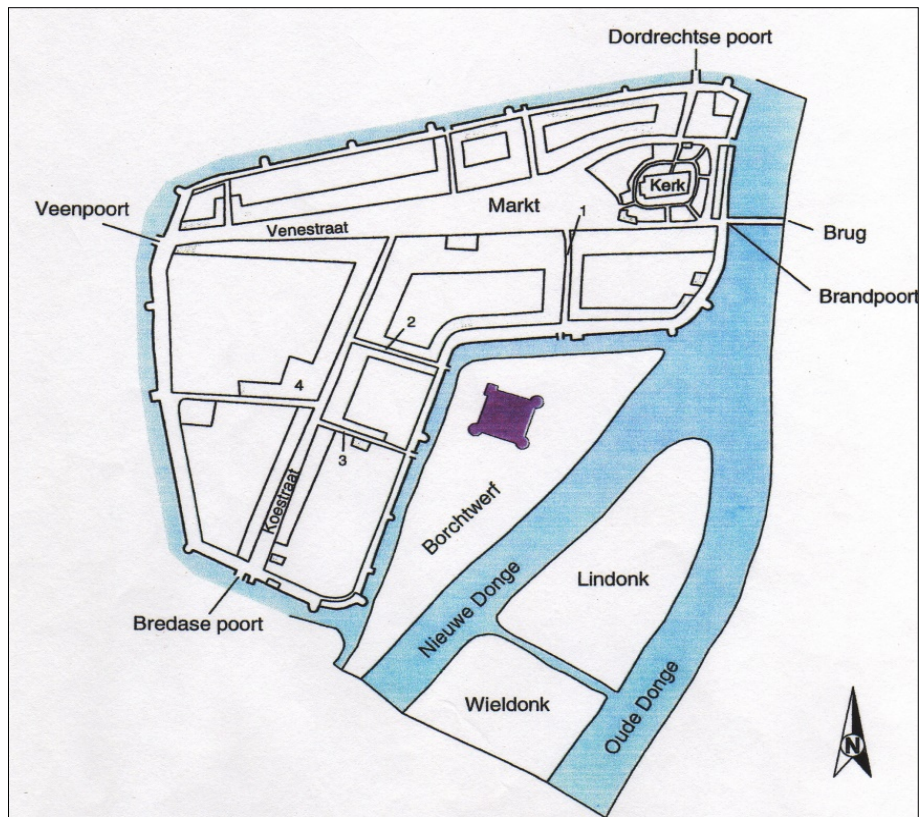 Dordrechtse poort
Kerk
Veenpoort
Markt
1
Venestraat
Brug
Brandpoort
2
4
3
Koestraat
Borchtwerf
Lindonk
Nieuwe Donge
Bredase poort
Wieldonk
Oude Donge
N